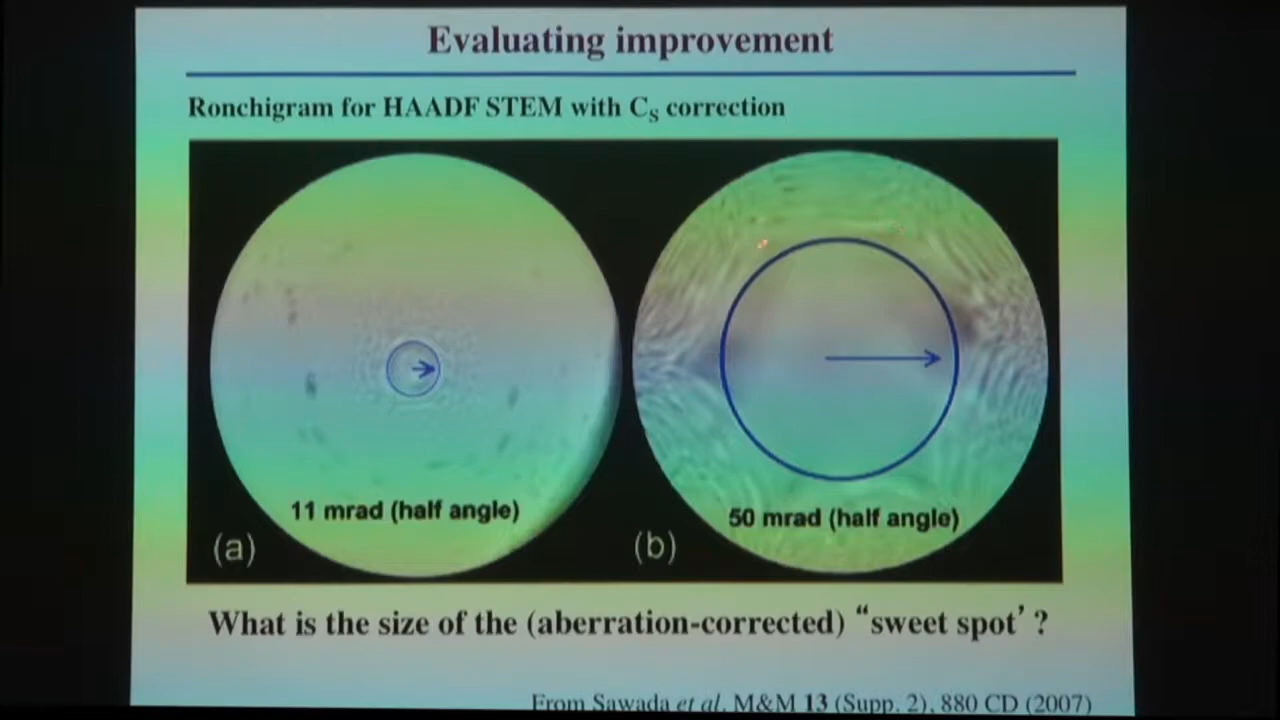 Evaluating improvement
Ronchigram for HAADF STEM with CS correction
11 mrad (half angle)
(a)
50 mrad (half angle)
(b)
What is the size of the (aberration-corrected) “sweet spot’ ?
From Sawada et al. M&M 13 (Supp. 2), 880 CD (2007)